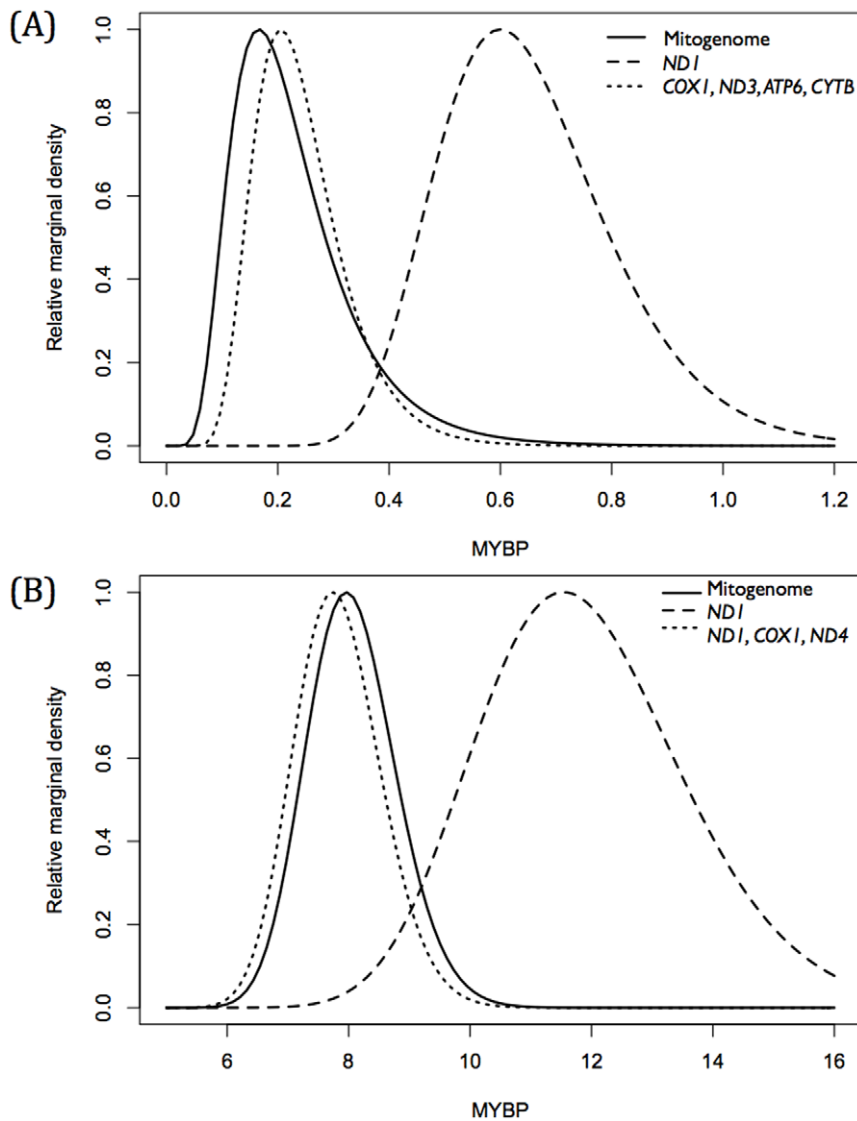 (A)
Mitogenome
ND1
COX1, ND3, ATP6, CYTB
Relative marginal density
1.0
0.8
0.6
0.4
0.2
0.0
0.0 0.2 0.4 0.6 0.8 1.0 1.2
MYBP
(B)
Mitogenome
ND1
ND1, COX1, ND4
Relative marginal density
1.0
0.8
0.6
0.4
0.2
0.0
6 8 10 12 14 16
MYBP